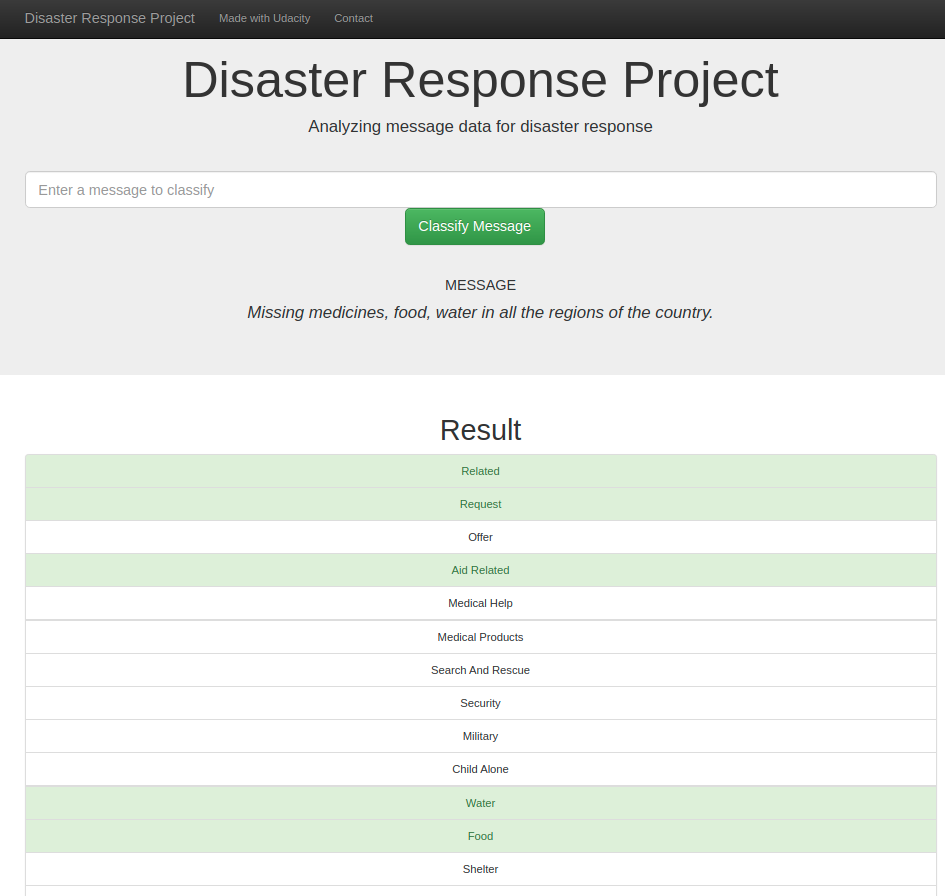 Disaster Response Project Made with Udacity Contact
Disaster Response Project
Analyzing message data for disaster response
Enter a message to classify
Classify Message
MESSAGE
Missing medicines, food, water in all the regions of the country.
Result
Related
Request
Offer
Aid Related
Medical Help
Medical Products
Search And Rescue
Security
Military
Child Alone
Water
Food
Shelter